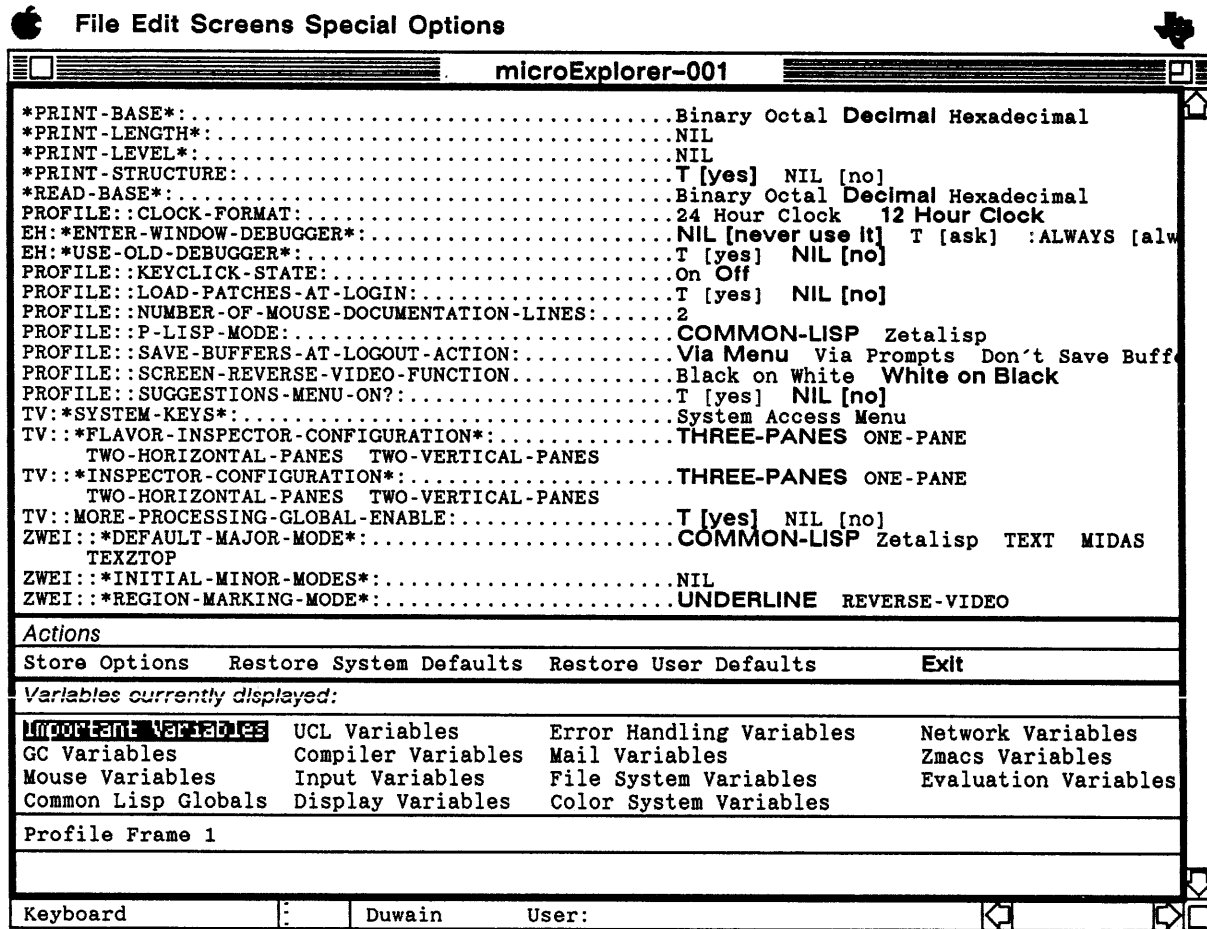 File Edit Screens Special Options
microExplorer-001
*PRINT-BASE*:......................................Binary Octal Decimal Hexadecimal
*PRINT-LENGTH*:....................................NIL
*PRINT-LEVEL*:.....................................NIL
*PRINT-STRUCTURE:..................................T [yes] NIL [no]
*READ-BASE*:.......................................Binary Octal Decimal Hexadecimal
PROFILE::CLOCK-FORMAT:.............................24 Hour Clock 12 Hour Clock
EH:*ENTER-WINDOW-DEBUGGER*:........................NIL [never use it] T [ask] :ALWAYS [alw
EH:*USE-OLD-DEBUGGER*:.............................T [yes] NIL [no]
PROFILE::KEYCLICK-STATE:...........................On Off
PROFILE::LOAD-PATCHES-AT-LOGIN:....................T [yes] NIL [no]
PROFILE::NUMBER-OF-MOUSE-DOCUMENTATION-LINES:......2
PROFILE::P-LISP-MODE:..............................COMMON-LISP Zetalisp
PROFILE::SAVE-BUFFERS-AT-LOGOUT-ACTION:............Via Menu Via Prompts Don´t Save Buffe
PROFILE::SCREEN-REVERSE-VIDEO-FUNCTION.............Black on White White on Black
PROFILE::SUGGESTIONS-MENU-ON?:.....................T [yes] NIL [no]
TV:*SYSTEM-KEYS*:..................................System Access Menu
TV::*FLAVOR-INSPECTOR-CONFIGURATION*:..............THREE-PANES ONE-PANE
TWO-HORIZONTAL-PANES TWO-VERTICAL-PANES
TV::*INSPECTOR-CONFIGURATION*:.....................THREE-PANES ONE-PANE
TWO-HORIZONTAL-PANES TWO-VERTICAL-PANES
TV::MORE-PROCESSING-GLOBAL-ENABLE:.................T [yes] NIL [no]
ZWEI::*DEFAULT-MAJOR-MODE*:........................COMMON-LISP Zetalisp TEXT MIDAS
TEXZTOP
ZWEI::*INITIAL-MINOR-MODES*:.......................NIL
ZWEI::*REGION-MARKING-MODE*:.......................UNDERLINE REVERSE-VIDEO
Actions
Store Options Restore System Defaults Restore User Defaults Exit
Variables currently displayed:
Important Variables UCL Variables Error Handling Variables Network Variables
GC Variables Compiler Variables Mail Variables Zmacs Variables
Mouse Variables Input Variables File System Variables Evaluation Variables
Common Lisp Globals Display Variables Color System Variables
Profile Frame 1
Keyboard : Duwain User: